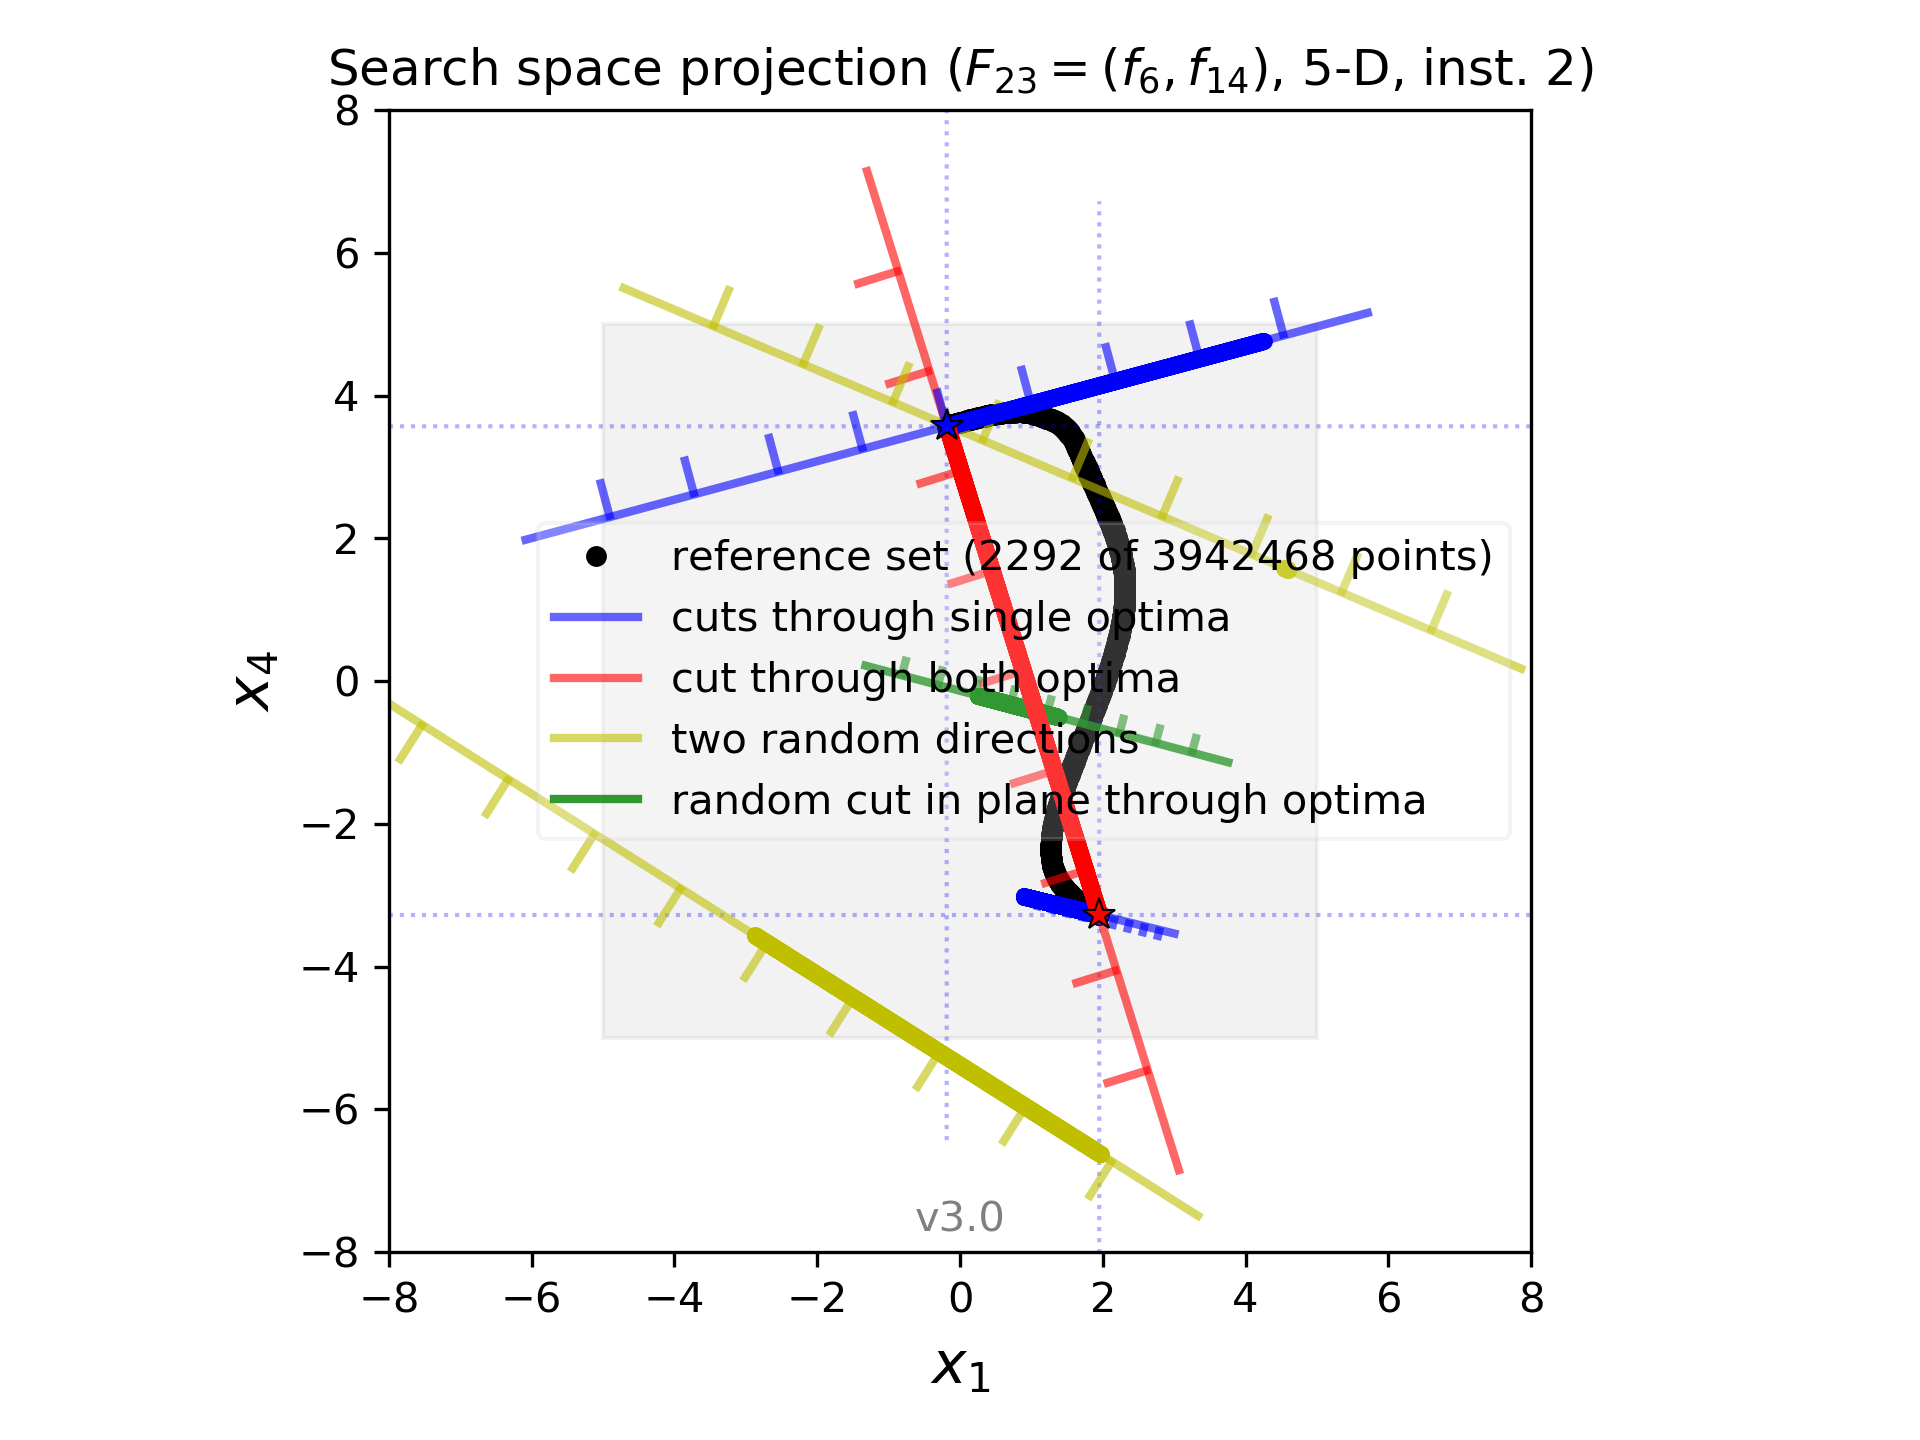 Search space projection (F₂₃ = (f₆, f₁₄), 5-D, inst. 2)
8
6
4
2
0
−2
−4
−6
−8
x₄
reference set (2292 of 3942468 points)
cuts through single optima
cut through both optima
two random directions
random cut in plane through optima
v3.0
−8 −6 −4 −2 0 2 4 6 8
x₁